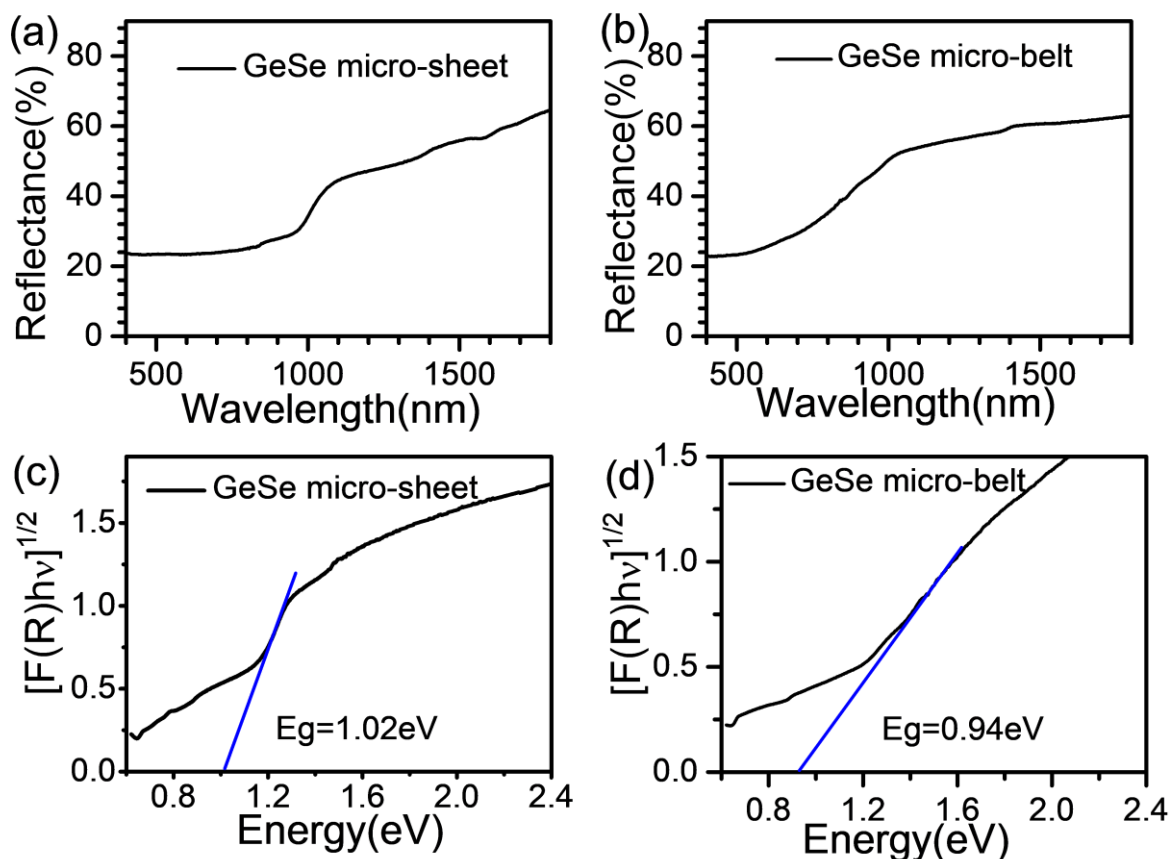 (a)
GeSe micro-sheet
Reflectance(%)
80
60
40
20
0
500 1000 1500
Wavelength(nm)
(b)
GeSe micro-belt
Reflectance(%)
80
60
40
20
0
500 1000 1500
Wavelength(nm)
(c)
GeSe micro-sheet
[F(R)hν]1/2
1.5
1.0
0.5
0.0
Eg=1.02eV
0.8 1.2 1.6 2.0 2.4
Energy(eV)
(d)
GeSe micro-belt
[F(R)hν]1/2
1.5
1.0
0.5
0.0
Eg=0.94eV
0.8 1.2 1.6 2.0 2.4
Energy(eV)